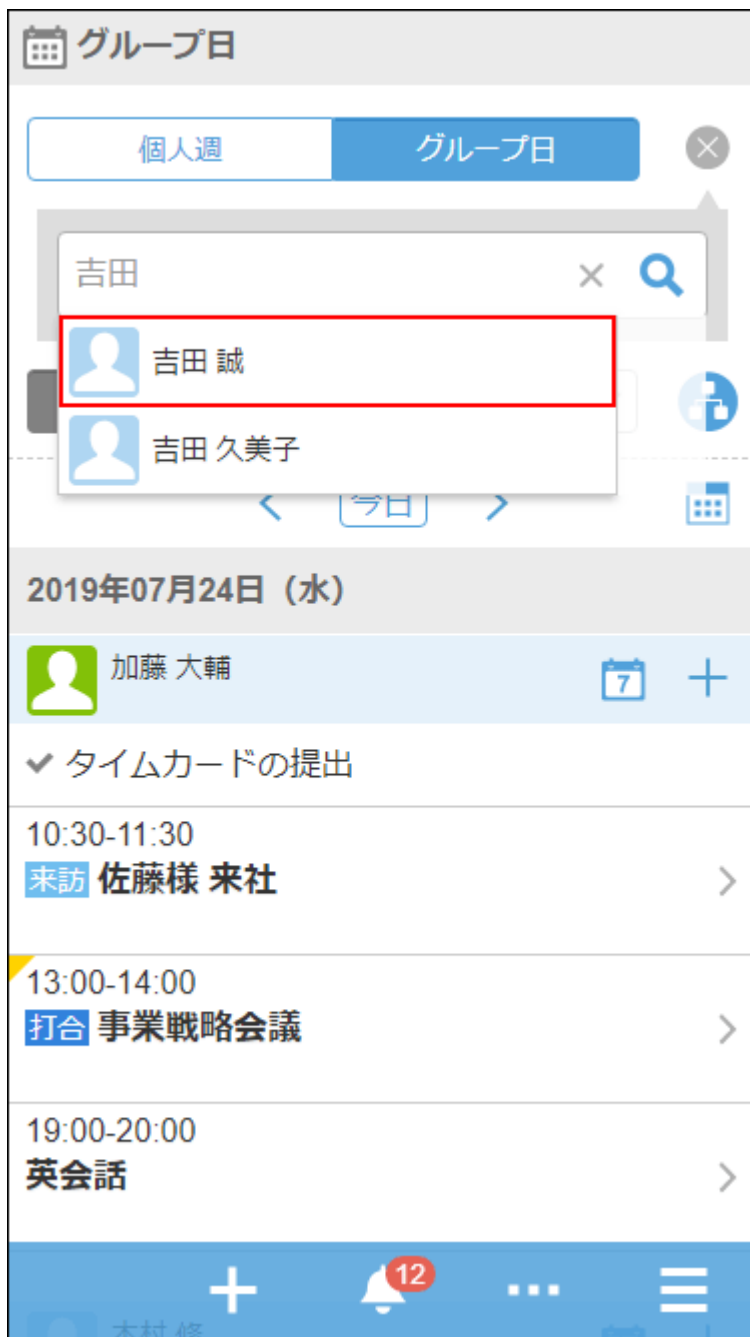 グループ日
個人週 グループ日
吉田
吉田 誠
吉田 久美子
今日
2019年07月24日（水）
加藤 大輔
7
タイムカードの提出
10:30-11:30
来訪 佐藤様 来社
13:00-14:00
打合 事業戦略会議
19:00-20:00
英会話
12